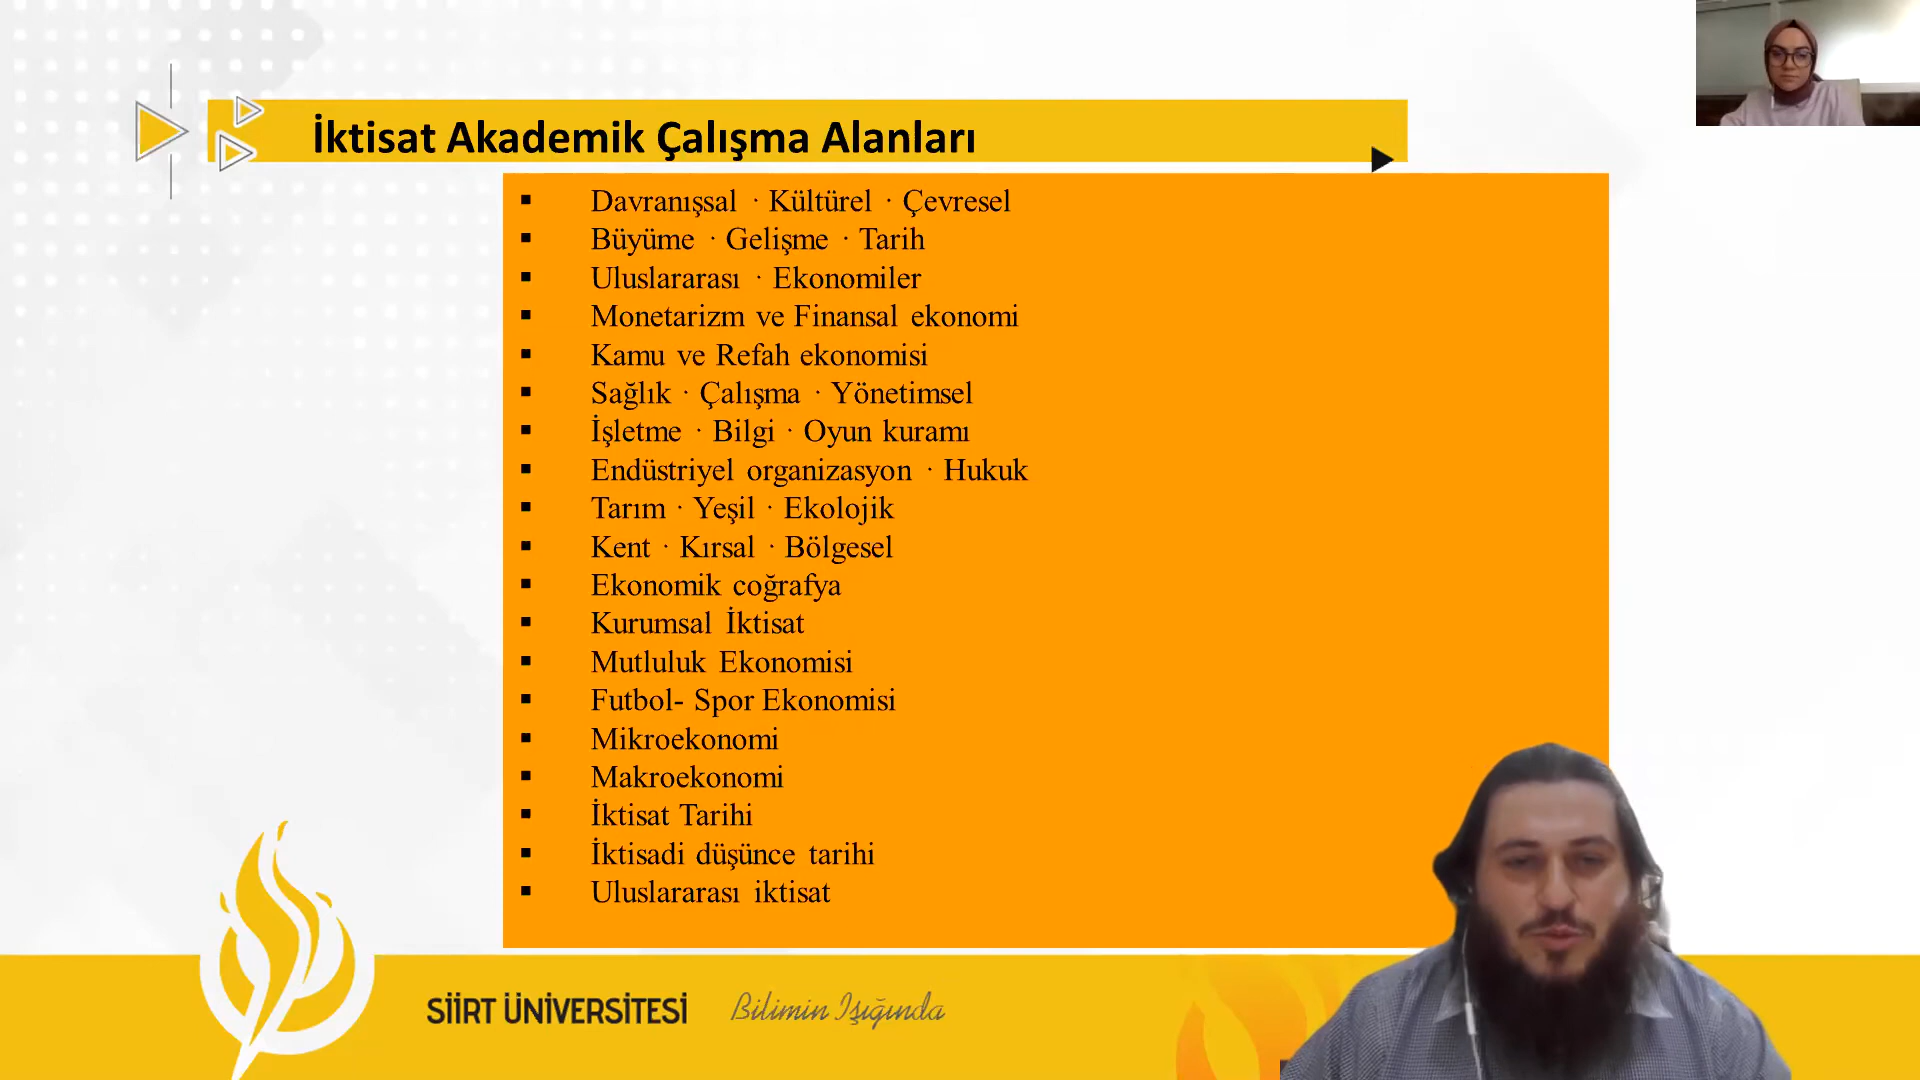 İktisat Akademik Çalışma Alanları
▪ Davranışsal · Kültürel · Çevresel
▪ Büyüme · Gelişme · Tarih
▪ Uluslararası · Ekonomiler
▪ Monetarizm ve Finansal ekonomi
▪ Kamu ve Refah ekonomisi
▪ Sağlık · Çalışma · Yönetimsel
▪ İşletme · Bilgi · Oyun kuramı
▪ Endüstriyel organizasyon · Hukuk
▪ Tarım · Yeşil · Ekolojik
▪ Kent · Kırsal · Bölgesel
▪ Ekonomik coğrafya
▪ Kurumsal İktisat
▪ Mutluluk Ekonomisi
▪ Futbol- Spor Ekonomisi
▪ Mikroekonomi
▪ Makroekonomi
▪ İktisat Tarihi
▪ İktisadi düşünce tarihi
▪ Uluslararası iktisat
SİİRT ÜNİVERSİTESİ Bilimin Işığında